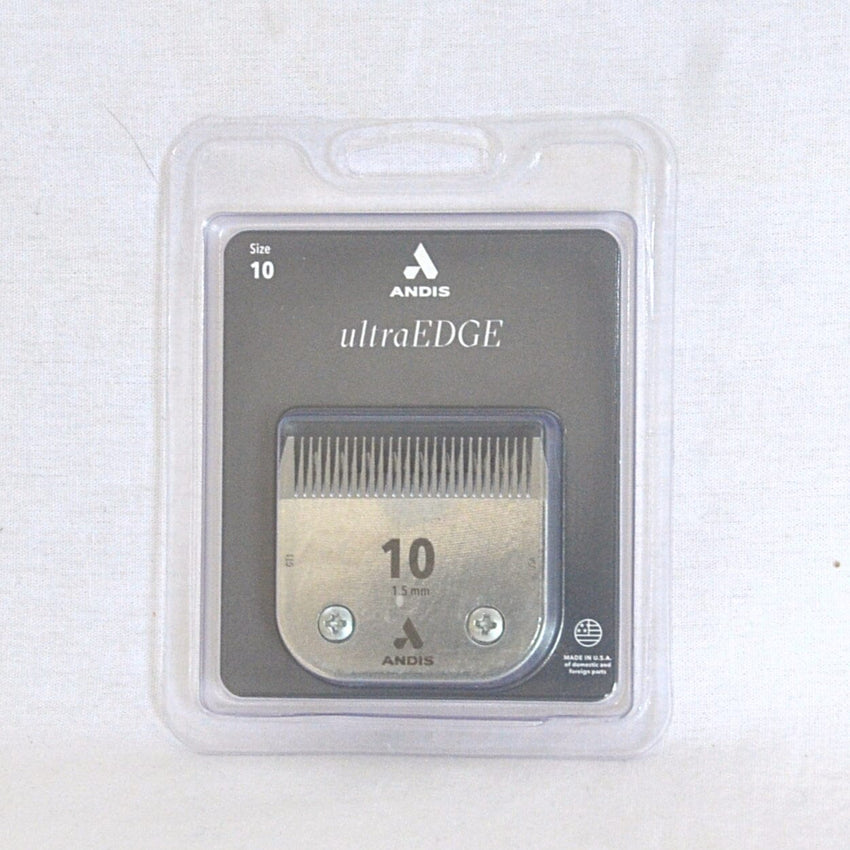 Size
10
ANDIS
ultraEDGE
10
1.5 mm
ANDIS
MADE IN U.S.A.
of domestic and
foreign parts